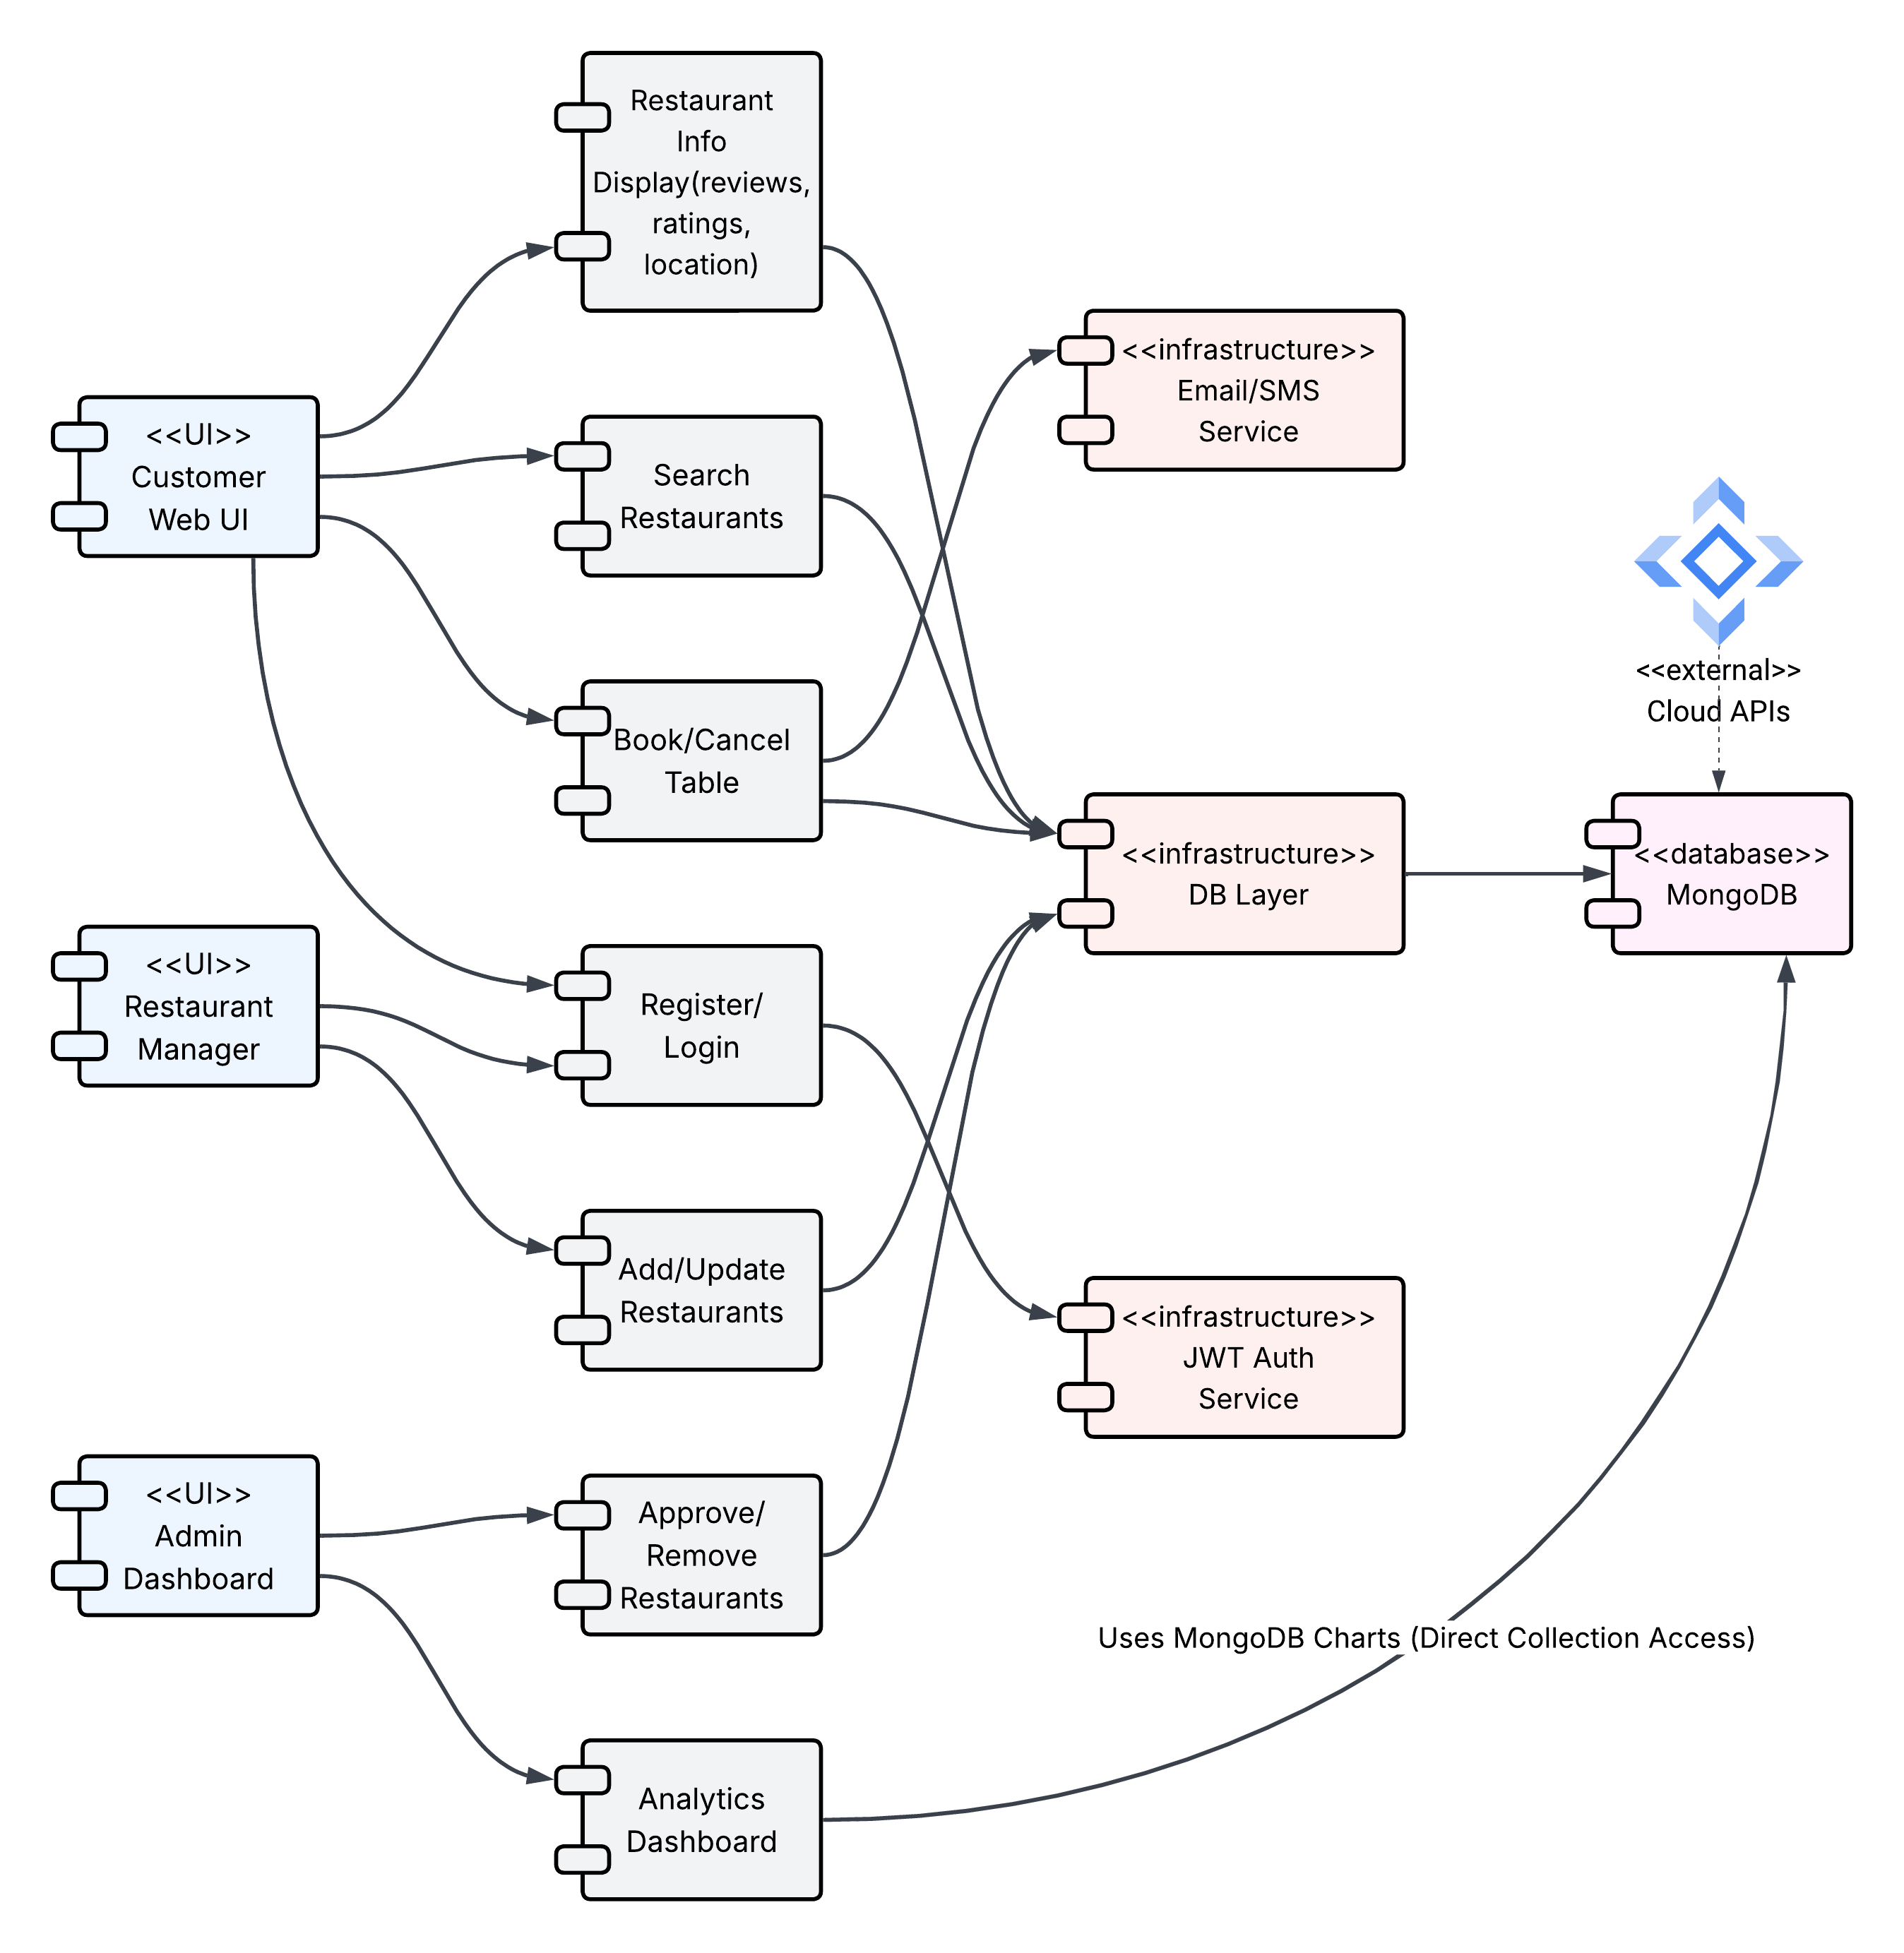 Restaurant
Info
Display(reviews,
ratings,
location)
<<UI>>
Customer
Web UI
Search
Restaurants
<<infrastructure>>
Email/SMS
Service
<<external>>
Cloud APIs
Book/Cancel
Table
<<infrastructure>>
DB Layer
<<database>>
MongoDB
<<UI>>
Restaurant
Manager
Register/
Login
Add/Update
Restaurants
<<infrastructure>>
JWT Auth
Service
<<UI>>
Admin
Dashboard
Approve/
Remove
Restaurants
Uses MongoDB Charts (Direct Collection Access)
Analytics
Dashboard